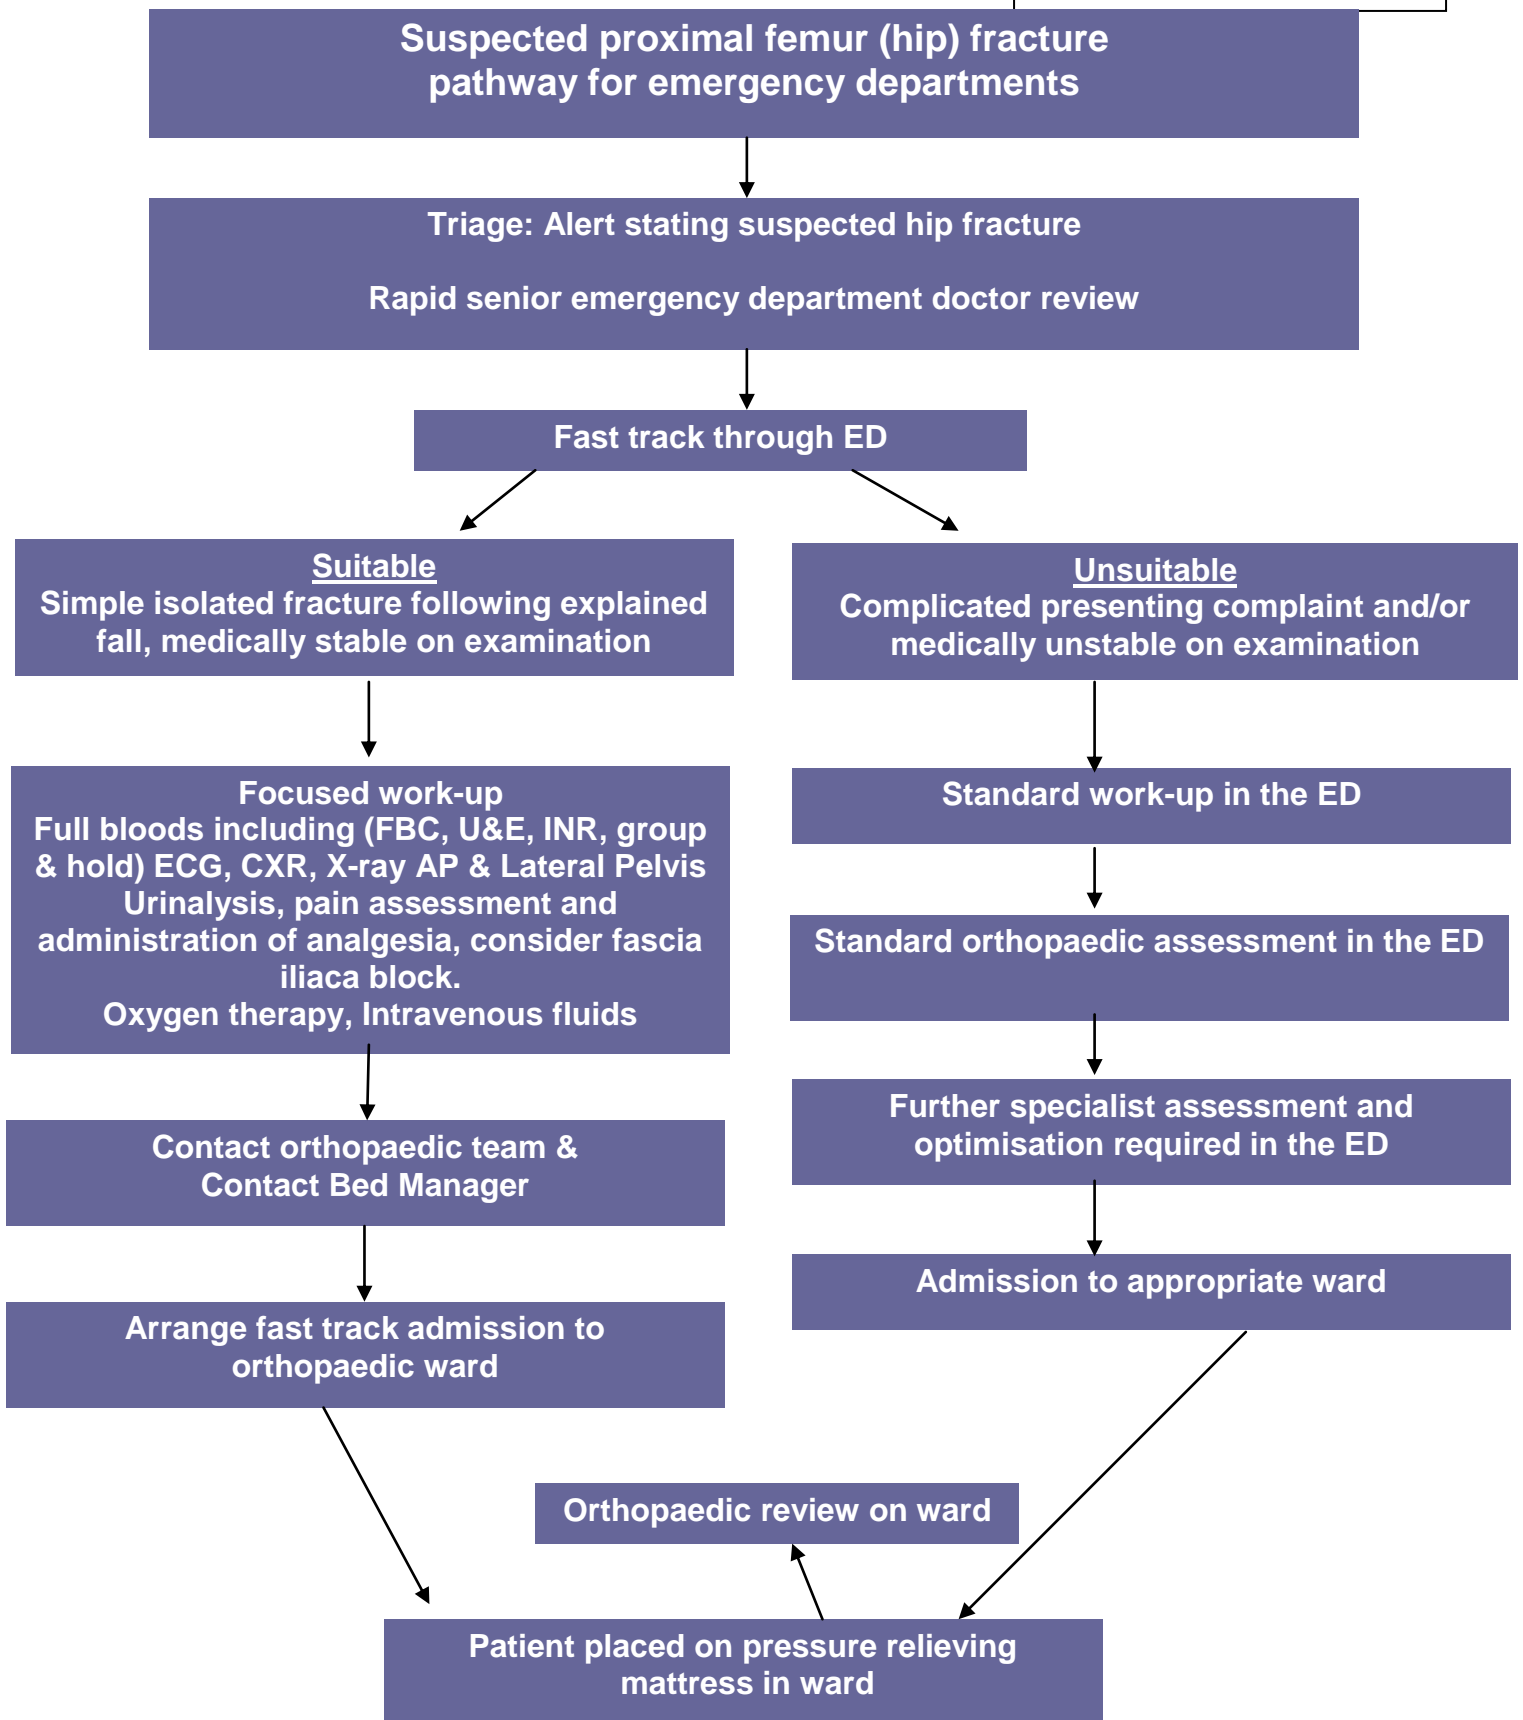 Suspected proximal femur (hip) fracture
pathway for emergency departments
Triage: Alert stating suspected hip fracture
Rapid senior emergency department doctor review
Fast track through ED
Suitable
Simple isolated fracture following explained
fall, medically stable on examination
Unsuitable
Complicated presenting complaint and/or
medically unstable on examination
Focused work-up
Full bloods including (FBC, U&E, INR, group
& hold) ECG, CXR, X-ray AP & Lateral Pelvis
Urinalysis, pain assessment and
administration of analgesia, consider fascia
iliaca block.
Oxygen therapy, Intravenous fluids
Standard work-up in the ED
Standard orthopaedic assessment in the ED
Further specialist assessment and
optimisation required in the ED
Contact orthopaedic team &
Contact Bed Manager
Admission to appropriate ward
Arrange fast track admission to
orthopaedic ward
Orthopaedic review on ward
Patient placed on pressure relieving
mattress in ward